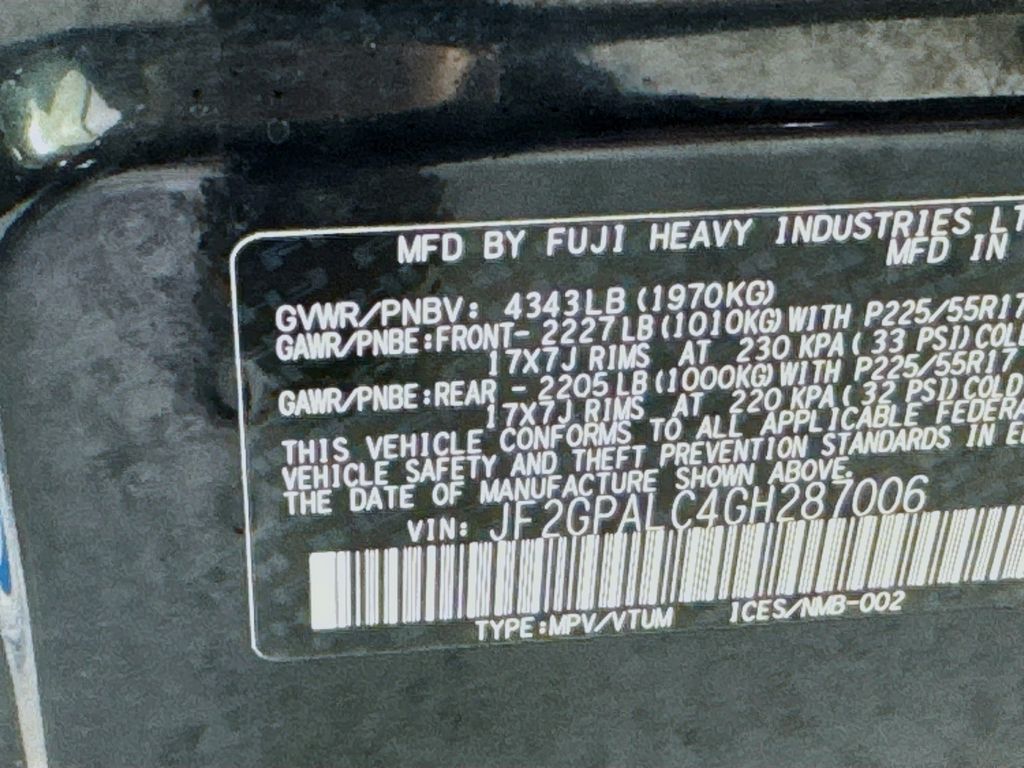 MFD BY FUJI HEAVY INDUSTRIES LT
MFD IN
GVWR/PNBV: 4343LB (1970KG)
GAWR/PNBE:FRONT- 2227LB (1010KG) WITH P225/55R17
17X7J RIMS AT 230 KPA ( 33 PSI) COLD
GAWR/PNBE:REAR - 2205 LB (1000KG) WITH P225/55R17
17X7J RIMS AT 220 KPA ( 32 PSI) COLD
THIS VEHICLE CONFORMS TO ALL APPLICABLE FEDERA
VEHICLE SAFETY AND THEFT PREVENTION STANDARDS IN E
THE DATE OF MANUFACTURE SHOWN ABOVE.
VIN: JF2GPALC4GH287006
TYPE:MPV/VTUM ICES/NMB-002